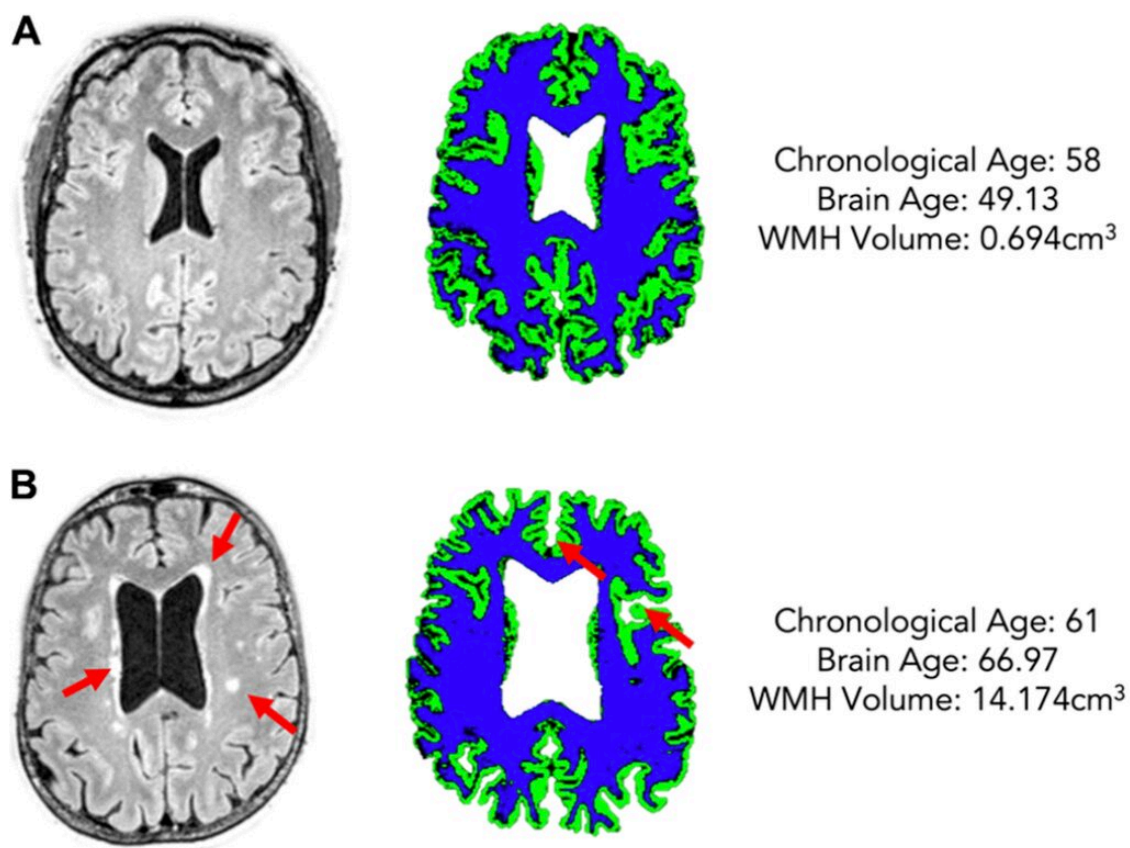 A
Chronological Age: 58
Brain Age: 49.13
WMH Volume: 0.694cm³
B
Chronological Age: 61
Brain Age: 66.97
WMH Volume: 14.174cm³